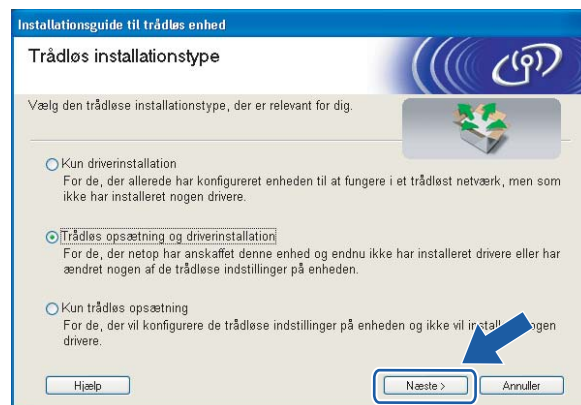 Installationsguide til trådløs enhed
Trådløs installationstype
Vælg den trådløse installationstype, der er relevant for dig.
Kun driverinstallation
For de, der allerede har konfigureret enheden til at fungere i et trådløst netværk, men som
ikke har installeret nogen drivere.
Trådløs opsætning og driverinstallation
For de, der netop har anskaffet denne enhed og endnu ikke har installeret drivere eller har
ændret nogen af de trådløse indstillinger på enheden.
Kun trådløs opsætning
For de, der vil konfigurere de trådløse indstillinger på enheden og ikke vil
drivere.
Hjælp
Næste >
Annuller